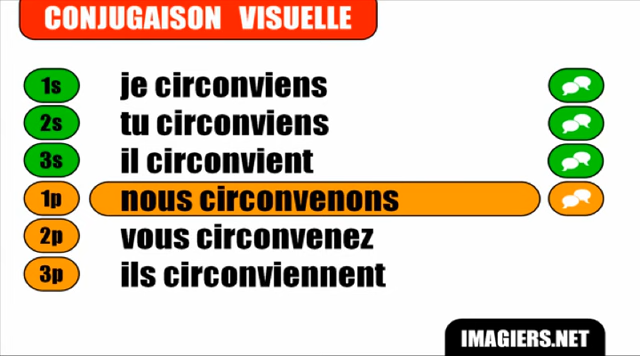 CONJUGAISON VISUELLE
1s je circonviens
2s tu circonviens
3s il circonvient
1p nous circonvenons
2p vous circonvenez
3p ils circonviennent
IMAGIERS.NET